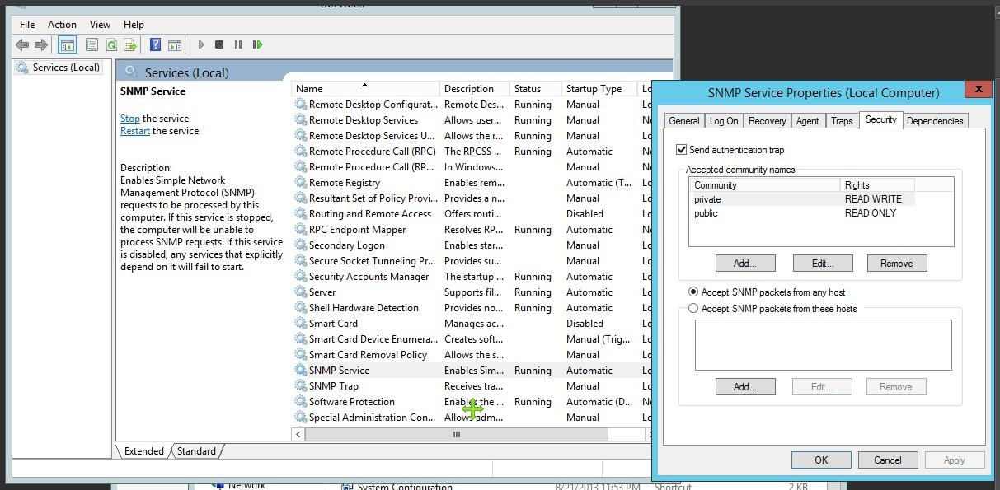 Services
File Action View Help
Services (Local)
Services (Local)
SNMP Service
Stop the service
Restart the service
Description:
Enables Simple Network
Management Protocol (SNMP)
requests to be processed by this
computer. If this service is stopped,
the computer will be unable to
process SNMP requests. If this service
is disabled, any services that explicitly
depend on it will fail to start.
Name Description Status Startup Type Lo
Remote Desktop Configurat... Remote Des... Running Manual Lo
Remote Desktop Services Allows user... Running Manual Ne
Remote Desktop Services U... Allows the r... Running Manual Lo
Remote Procedure Call (RPC) The RPCSS ... Running Automatic Ne
Remote Procedure Call (RP... In Windows... Manual Ne
Remote Registry Enables rem... Automatic (T... Lo
Resultant Set of Policy Provi... Provides a n... Manual Lo
Routing and Remote Access Offers routi... Disabled Lo
RPC Endpoint Mapper Resolves RP... Running Automatic Ne
Secondary Logon Enables star... Manual Lo
Secure Socket Tunneling Pr... Provides su... Manual Lo
Security Accounts Manager The startup ... Running Automatic Lo
Server Supports fil... Running Automatic Lo
Shell Hardware Detection Provides no... Running Automatic Lo
Smart Card Manages ac... Disabled Lo
Smart Card Device Enumera... Creates soft... Manual (Trig... Lo
Smart Card Removal Policy Allows the s... Manual Lo
SNMP Service Enables Sim... Running Automatic Lo
SNMP Trap Receives tra... Manual Lo
Software Protection Enables the ... Running Automatic (D... Ne
Special Administration Con... Allows adm... Manual Lo
Extended Standard
SNMP Service Properties (Local Computer)
General Log On Recovery Agent Traps Security Dependencies
Send authentication trap
Accepted community names
Community Rights
private READ WRITE
public READ ONLY
Add... Edit... Remove
Accept SNMP packets from any host
Accept SNMP packets from these hosts
Add... Edit... Remove
OK Cancel Apply
Network System Configuration 8/21/2013 11:53 PM Shortcut 2 KB